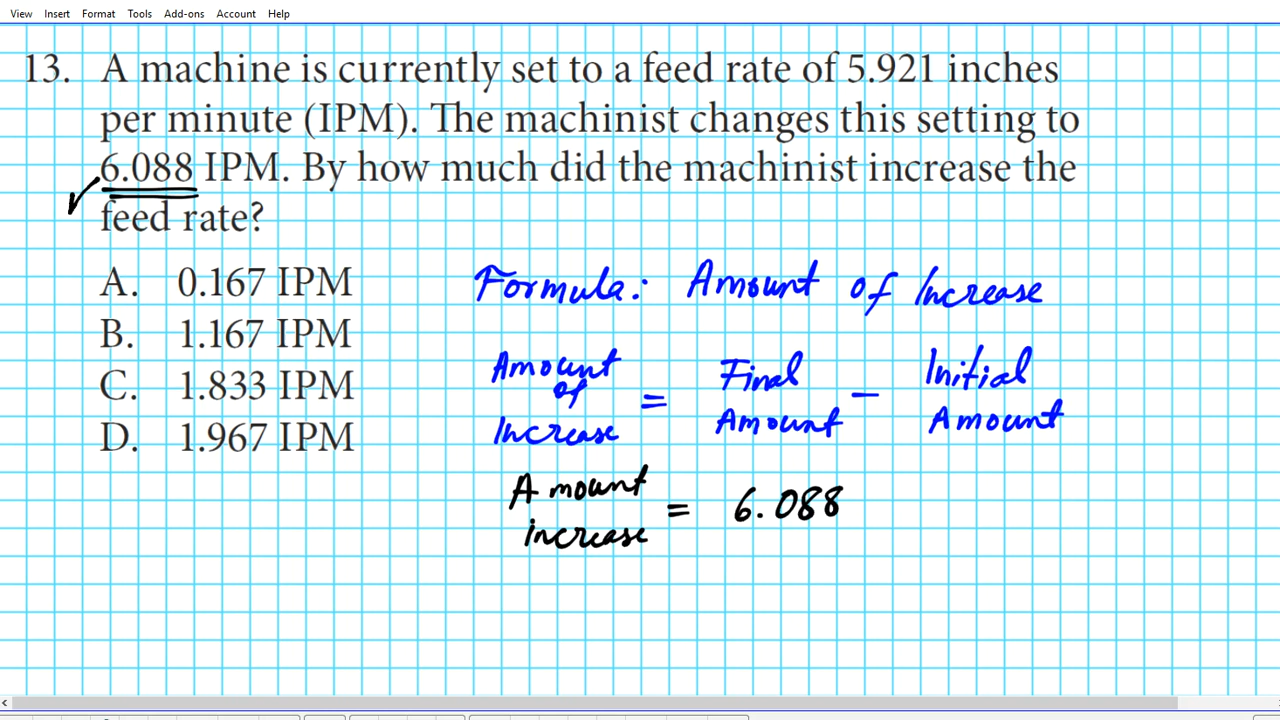 View Insert Format Tools Add-ons Account Help
13. A machine is currently set to a feed rate of 5.921 inches
per minute (IPM). The machinist changes this setting to
6.088 IPM. By how much did the machinist increase the
feed rate?
A. 0.167 IPM
B. 1.167 IPM
C. 1.833 IPM
D. 1.967 IPM
Formula: Amount of Increase
Amount of Increase = Final Amount - Initial Amount
Amount increase = 6.088